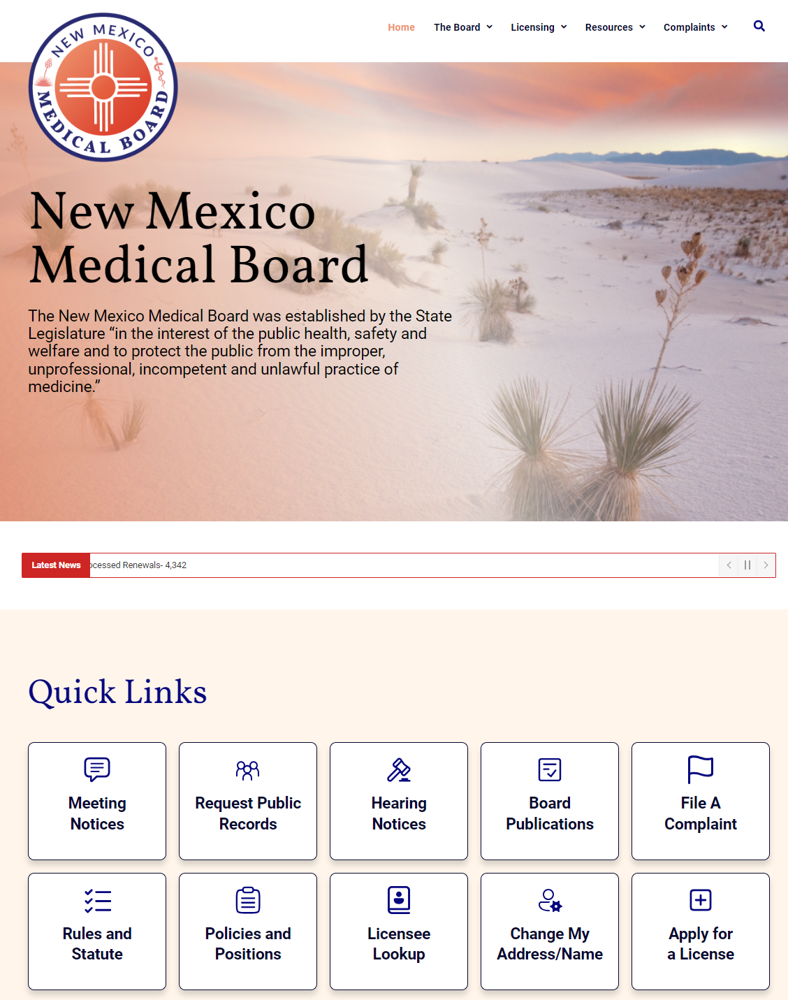 NEW MEXICO
MEDICAL BOARD
Home
The Board
Licensing
Resources
Complaints
New Mexico
Medical Board
The New Mexico Medical Board was established by the State
Legislature “in the interest of the public health, safety and
welfare and to protect the public from the improper,
unprofessional, incompetent and unlawful practice of
medicine.”
Latest News
ocessed Renewals- 4,342
Quick Links
Meeting
Notices
Request Public
Records
Hearing
Notices
Board
Publications
File A
Complaint
Rules and
Statute
Policies and
Positions
Licensee
Lookup
Change My
Address/Name
Apply for
a License